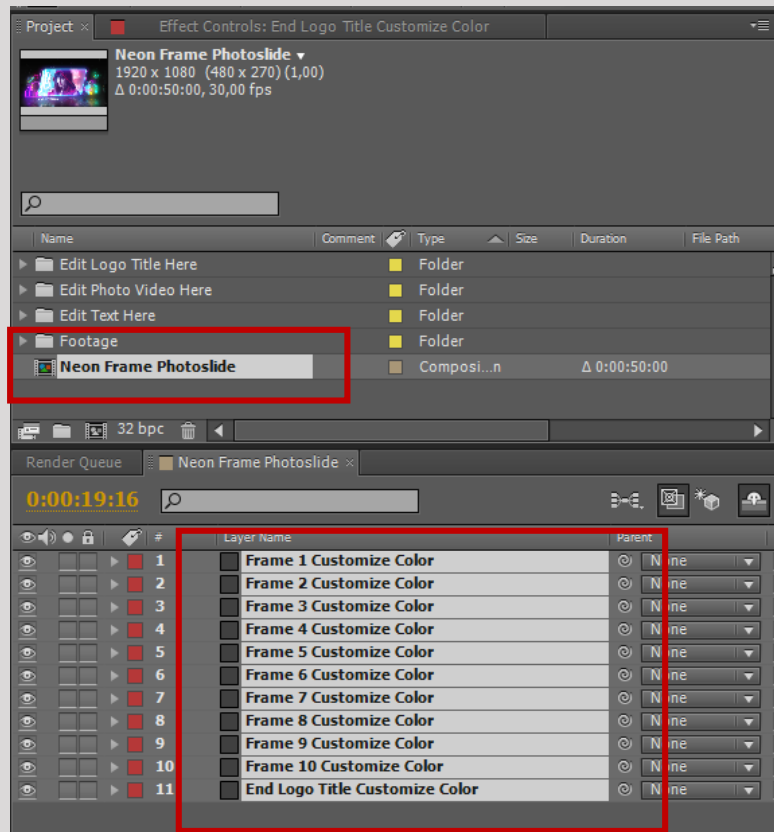 Project × Effect Controls: End Logo Title Customize Color
Neon Frame Photoslide
1920 x 1080 (480 x 270) (1,00)
Δ 0:00:50:00, 30,00 fps
Name Comment Type Size Duration File Path
Edit Logo Title Here Folder
Edit Photo Video Here Folder
Edit Text Here Folder
Footage Folder
Neon Frame Photoslide Composi...n Δ 0:00:50:00
32 bpc
Render Queue Neon Frame Photoslide ×
0:00:19:16
# Layer Name Parent
1 Frame 1 Customize Color None
2 Frame 2 Customize Color None
3 Frame 3 Customize Color None
4 Frame 4 Customize Color None
5 Frame 5 Customize Color None
6 Frame 6 Customize Color None
7 Frame 7 Customize Color None
8 Frame 8 Customize Color None
9 Frame 9 Customize Color None
10 Frame 10 Customize Color None
11 End Logo Title Customize Color None